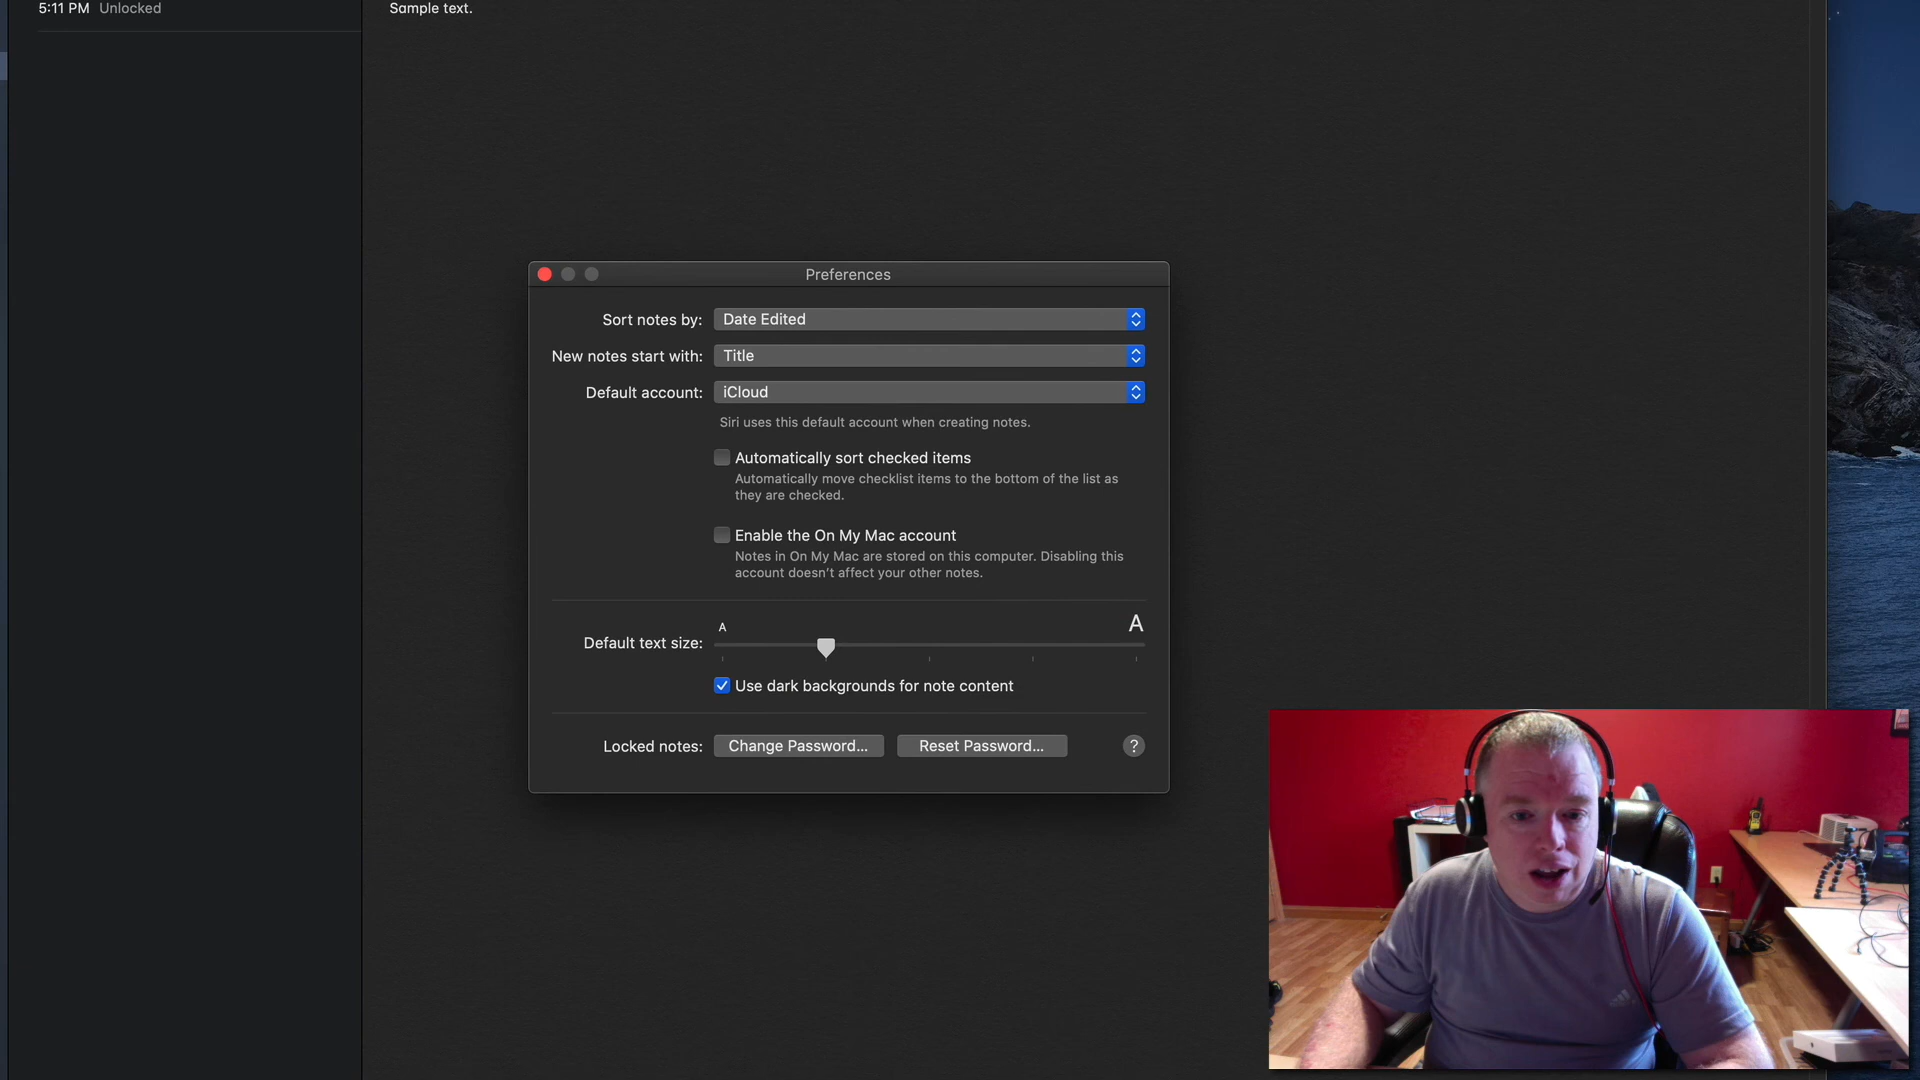 5:11 PM Unlocked
Sample text.
Preferences
Sort notes by: Date Edited
New notes start with: Title
Default account: iCloud
Siri uses this default account when creating notes.
Automatically sort checked items
Automatically move checklist items to the bottom of the list as
they are checked.
Enable the On My Mac account
Notes in On My Mac are stored on this computer. Disabling this
account doesn't affect your other notes.
A A
Default text size:
Use dark backgrounds for note content
Locked notes: Change Password... Reset Password... ?